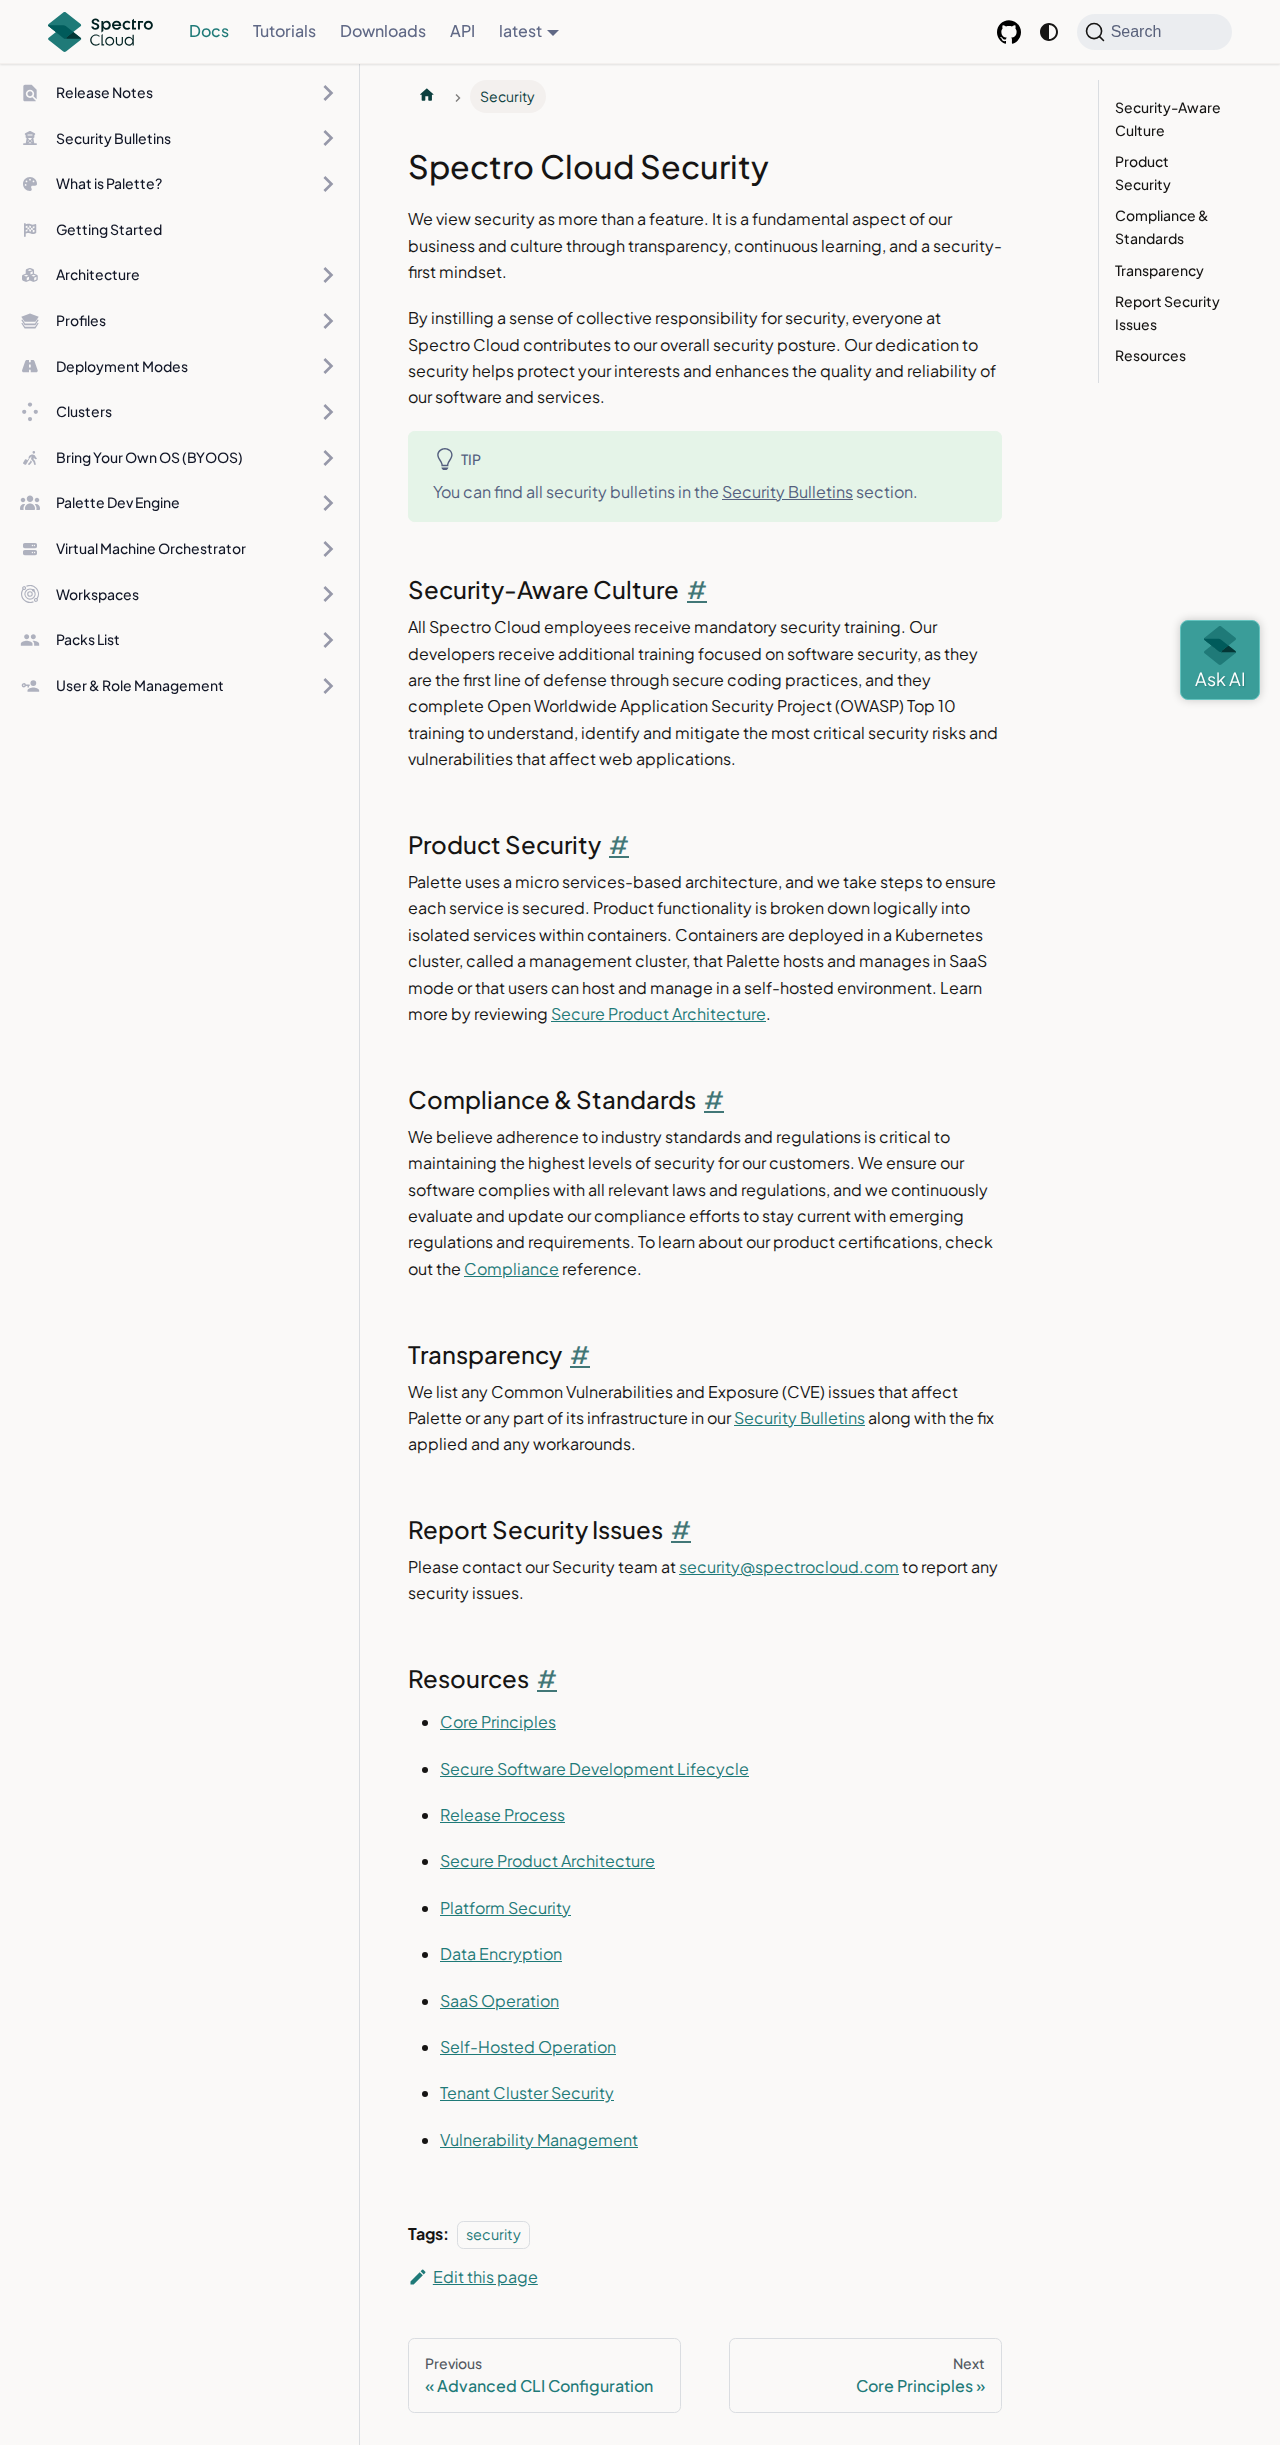 Spectro
Cloud
Docs
Tutorials
Downloads
API
latest
Search
Release Notes
Security Bulletins
What is Palette?
Getting Started
Architecture
Profiles
Deployment Modes
Clusters
Bring Your Own OS (BYOOS)
Palette Dev Engine
Virtual Machine Orchestrator
Workspaces
Packs List
User & Role Management
Security
Spectro Cloud Security
We view security as more than a feature. It is a fundamental aspect of our
business and culture through transparency, continuous learning, and a security-
first mindset.
By instilling a sense of collective responsibility for security, everyone at
Spectro Cloud contributes to our overall security posture. Our dedication to
security helps protect your interests and enhances the quality and reliability of
our software and services.
TIP
You can find all security bulletins in the Security Bulletins section.
Security-Aware Culture #
All Spectro Cloud employees receive mandatory security training. Our
developers receive additional training focused on software security, as they
are the first line of defense through secure coding practices, and they
complete Open Worldwide Application Security Project (OWASP) Top 10
training to understand, identify and mitigate the most critical security risks and
vulnerabilities that affect web applications.
Product Security #
Palette uses a micro services-based architecture, and we take steps to ensure
each service is secured. Product functionality is broken down logically into
isolated services within containers. Containers are deployed in a Kubernetes
cluster, called a management cluster, that Palette hosts and manages in SaaS
mode or that users can host and manage in a self-hosted environment. Learn
more by reviewing Secure Product Architecture.
Compliance & Standards #
We believe adherence to industry standards and regulations is critical to
maintaining the highest levels of security for our customers. We ensure our
software complies with all relevant laws and regulations, and we continuously
evaluate and update our compliance efforts to stay current with emerging
regulations and requirements. To learn about our product certifications, check
out the Compliance reference.
Transparency #
We list any Common Vulnerabilities and Exposure (CVE) issues that affect
Palette or any part of its infrastructure in our Security Bulletins along with the fix
applied and any workarounds.
Report Security Issues #
Please contact our Security team at security@spectrocloud.com to report any
security issues.
Resources #
Core Principles
Secure Software Development Lifecycle
Release Process
Secure Product Architecture
Platform Security
Data Encryption
SaaS Operation
Self-Hosted Operation
Tenant Cluster Security
Vulnerability Management
Tags: security
Edit this page
Previous
« Advanced CLI Configuration
Next
Core Principles »
Security-Aware
Culture
Product
Security
Compliance &
Standards
Transparency
Report Security
Issues
Resources
Ask AI